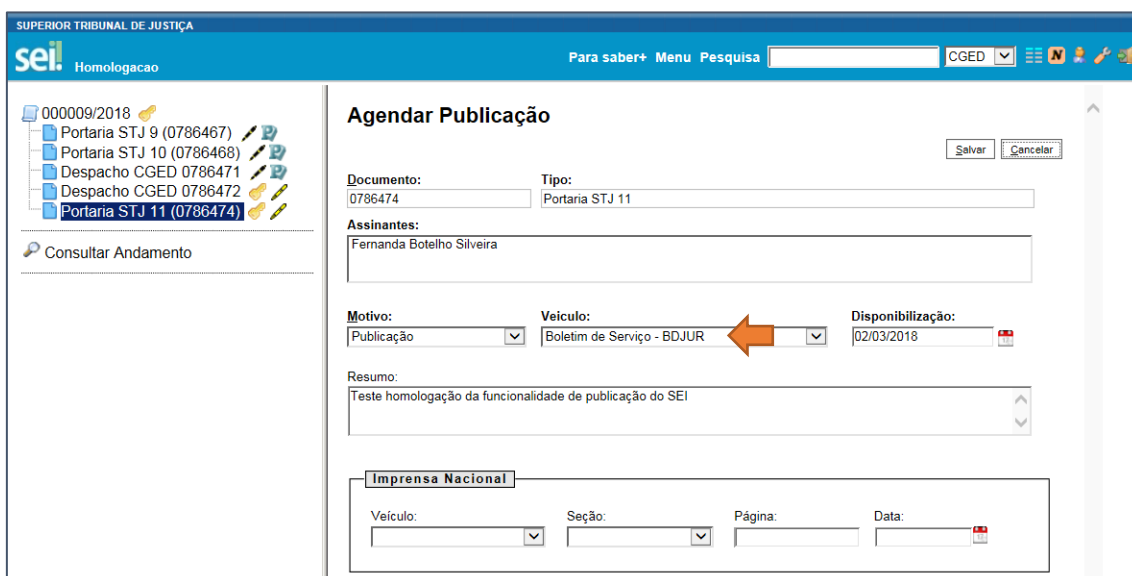 SUPERIOR TRIBUNAL DE JUSTIÇA
sei! Homologacao Para saber+ Menu Pesquisa CGED N
000009/2018
Portaria STJ 9 (0786467)
Portaria STJ 10 (0786468)
Despacho CGED 0786471
Despacho CGED 0786472
Portaria STJ 11 (0786474)
Consultar Andamento
Agendar Publicação
Salvar Cancelar
Documento: Tipo:
0786474 Portaria STJ 11
Assinantes:
Fernanda Botelho Silveira
Motivo: Veiculo: Disponibilização:
Publicação Boletim de Serviço - BDJUR 02/03/2018
Resumo:
Teste homologação da funcionalidade de publicação do SEI
Imprensa Nacional
Veículo: Seção: Página: Data: